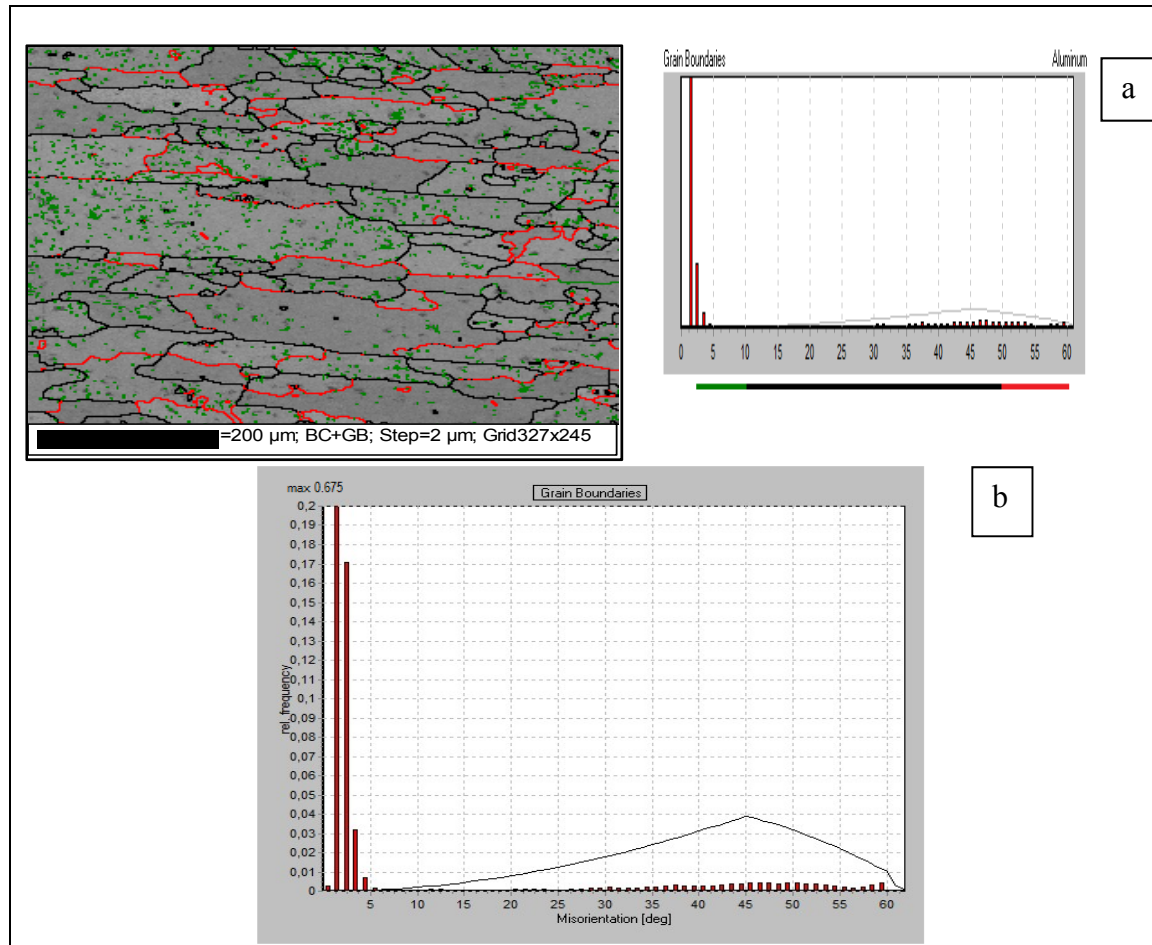 Grain Boundaries Aluminum
a
0 5 10 15 20 25 30 35 40 45 50 55 60
=200 µm; BC+GB; Step=2 µm; Grid327x245
b
max 0.675
Grain Boundaries
0,2
0,19
0,18
0,17
0,16
0,15
0,14
0,13
0,12
0,11
0,1
0,09
0,08
0,07
0,06
0,05
0,04
0,03
0,02
0,01
0
rel. frequency
5 10 15 20 25 30 35 40 45 50 55 60
Misorientation [deg]